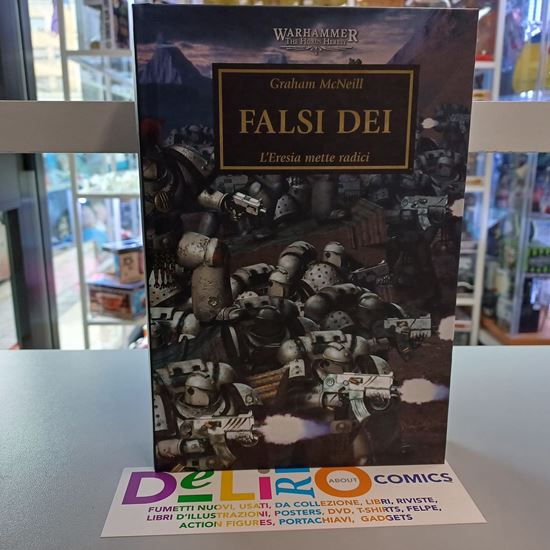 WARHAMMER
THE HORUS HERESY
Graham McNeill
FALSI DEI
L'Eresia mette radici
DeLiRiO
ABOUT
COMICS
FUMETTI NUOVI, USATI, DA COLLEZIONE, LIBRI, RIVISTE,
LIBRI D'ILLUSTRAZIONI, POSTERS, DVD, T-SHIRTS, FELPE,
ACTION FIGURES, PORTACHIAVI, GADGETS